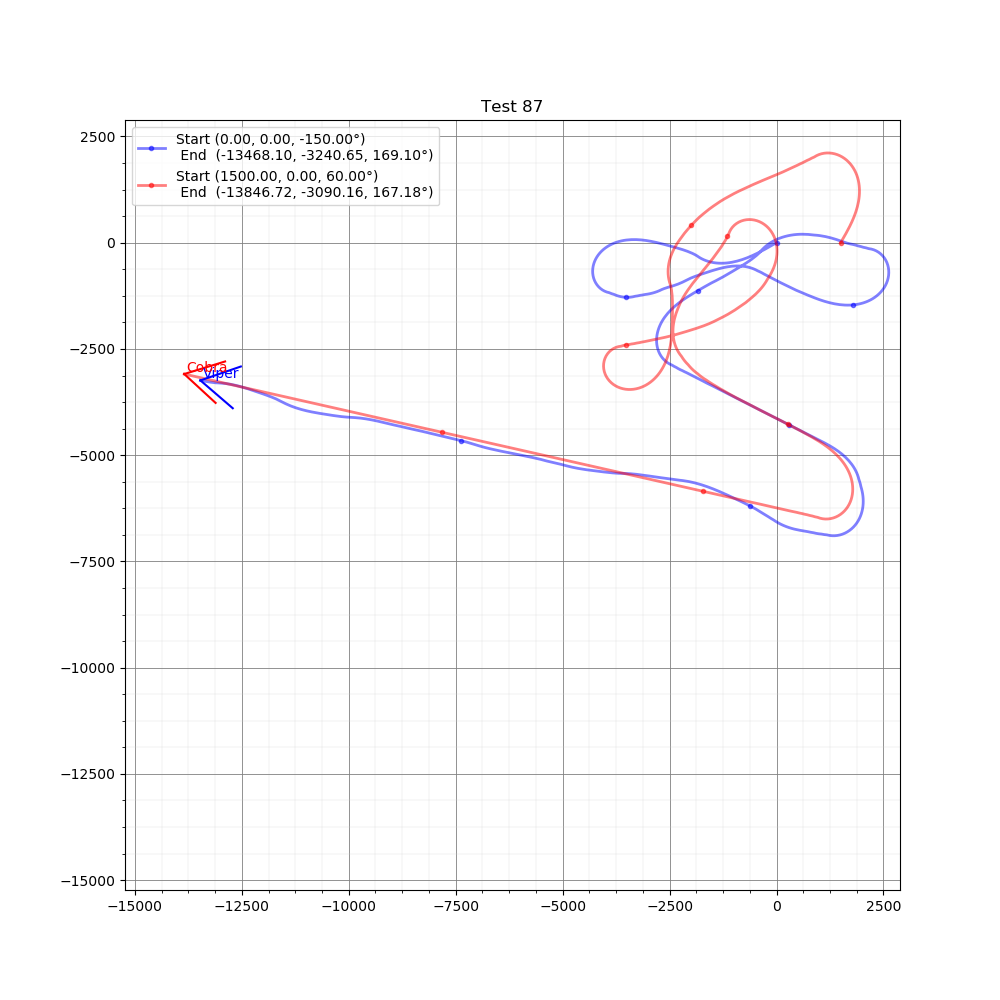 Test 87
Start (0.00, 0.00, -150.00°)
End  (-13468.10, -3240.65, 169.10°)
Start (1500.00, 0.00, 60.00°)
End  (-13846.72, -3090.16, 167.18°)
2500
0
−2500
−5000
−7500
−10000
−12500
−15000
Cobra
Viper
−15000 −12500 −10000 −7500 −5000 −2500 0 2500